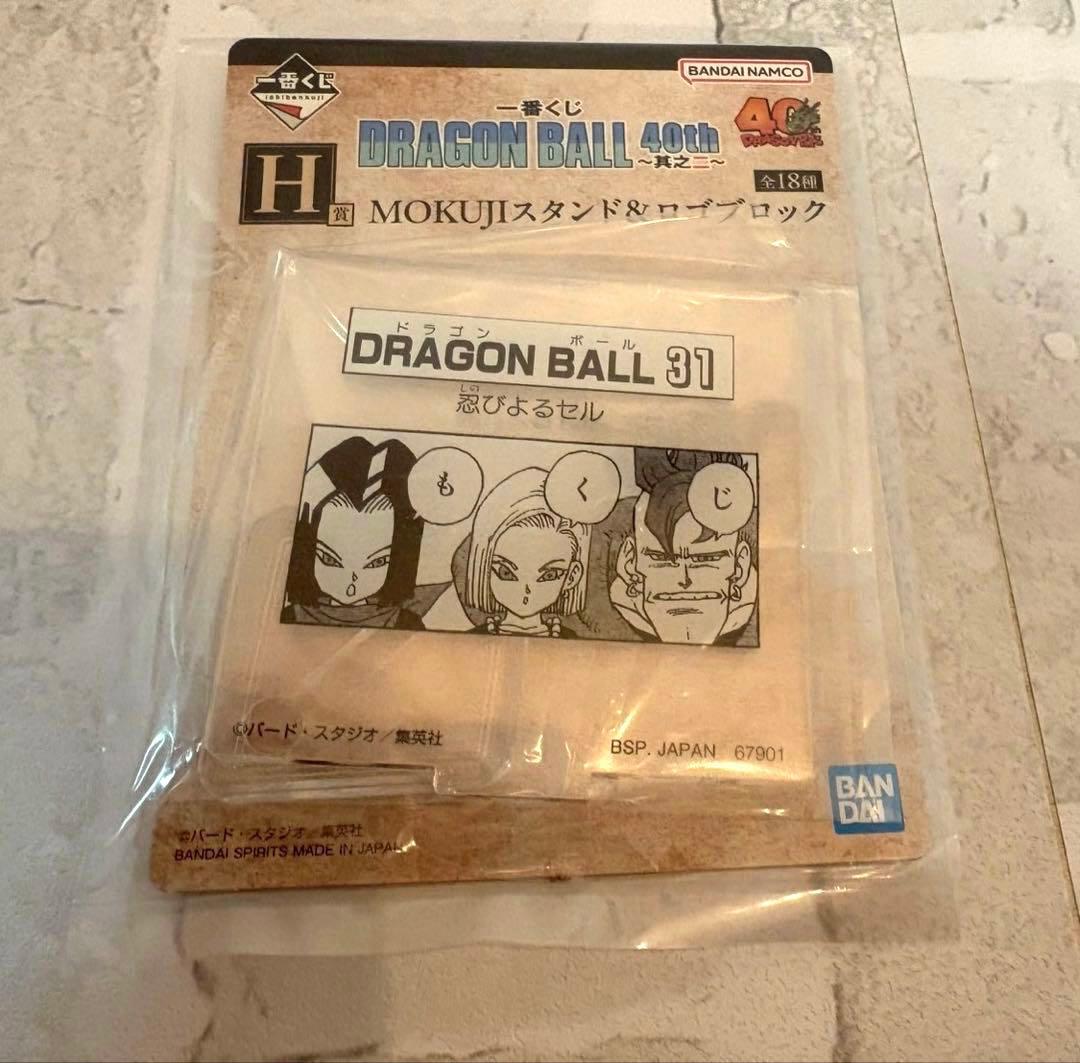 一番くじ
ichibankuji
BANDAI NAMCO
一番くじ
DRAGON BALL 40th
～其之二～
40th
DRAGON BALL
全18種
H賞 MOKUJIスタンド&ロゴブロック
ドラゴン ボール
DRAGON BALL 31
しの
忍びよるセル
も く じ
©バード・スタジオ／集英社
BSP. JAPAN 67901
BANDAI
©バード・スタジオ／集英社
BANDAI SPIRITS MADE IN JAPAN